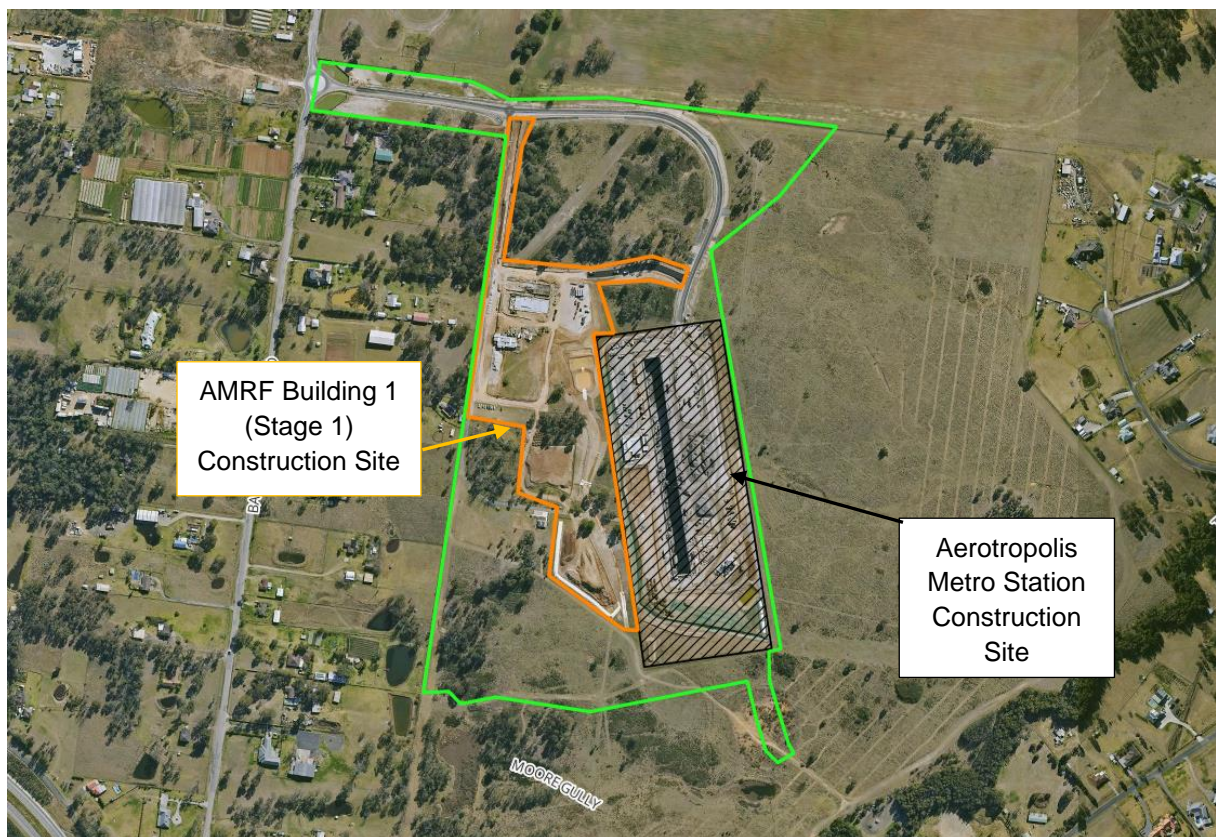 AMRF Building 1
(Stage 1)
Construction Site
Aerotropolis
Metro Station
Construction
Site
MOORE GULLY